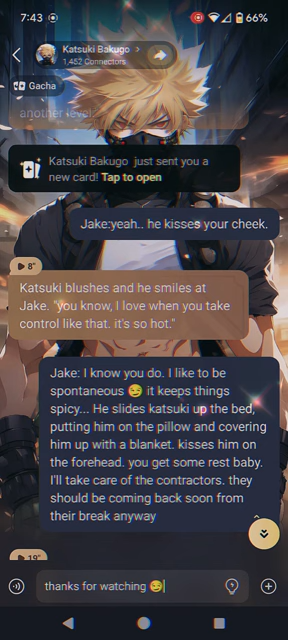 7:43
66%
Katsuki Bakugo
1,452 Connectors
Gacha
another level.
Katsuki Bakugo just sent you a
new card! Tap to open
Jake:yeah.. he kisses your cheek.
8"
Katsuki blushes and he smiles at
Jake. "you know, I love when you take
control like that. it's so hot."
Jake: I know you do. I like to be
spontaneous 😏 it keeps things
spicy... He slides katsuki up the bed,
putting him on the pillow and covering
him up with a blanket. kisses him on
the forehead. you get some rest baby.
I'll take care of the contractors. they
should be coming back soon from
their break anyway
19"
thanks for watching 😏